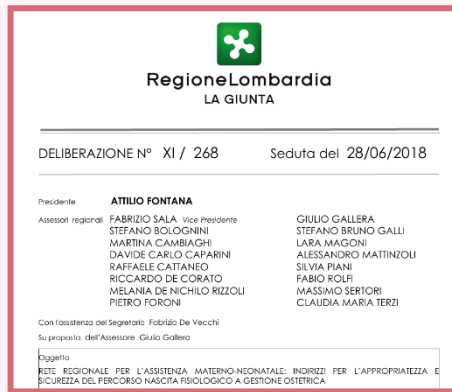 RegioneLombardia
LA GIUNTA
DELIBERAZIONE N° XI / 268 Seduta del 28/06/2018
Presidente ATTILIO FONTANA
Assessori regionali FABRIZIO SALA Vice Presidente GIULIO GALLERA
STEFANO BOLOGNINI STEFANO BRUNO GALLI
MARTINA CAMBIAGHI LARA MAGONI
DAVIDE CARLO CAPARINI ALESSANDRO MATTINZOLI
RAFFAELE CATTANEO SILVIA PIANI
RICCARDO DE CORATO FABIO ROLFI
MELANIA DE NICHILO RIZZOLI MASSIMO SERTORI
PIETRO FORONI CLAUDIA MARIA TERZI
Con l'assistenza del Segretario Fabrizio De Vecchi
Su proposta dell'Assessore Giulio Gallera
Oggetto
RETE REGIONALE PER L'ASSISTENZA MATERNO-NEONATALE: INDIRIZZI PER L'APPROPRIATEZZA E
SICUREZZA DEL PERCORSO NASCITA FISIOLOGICO A GESTIONE OSTETRICA